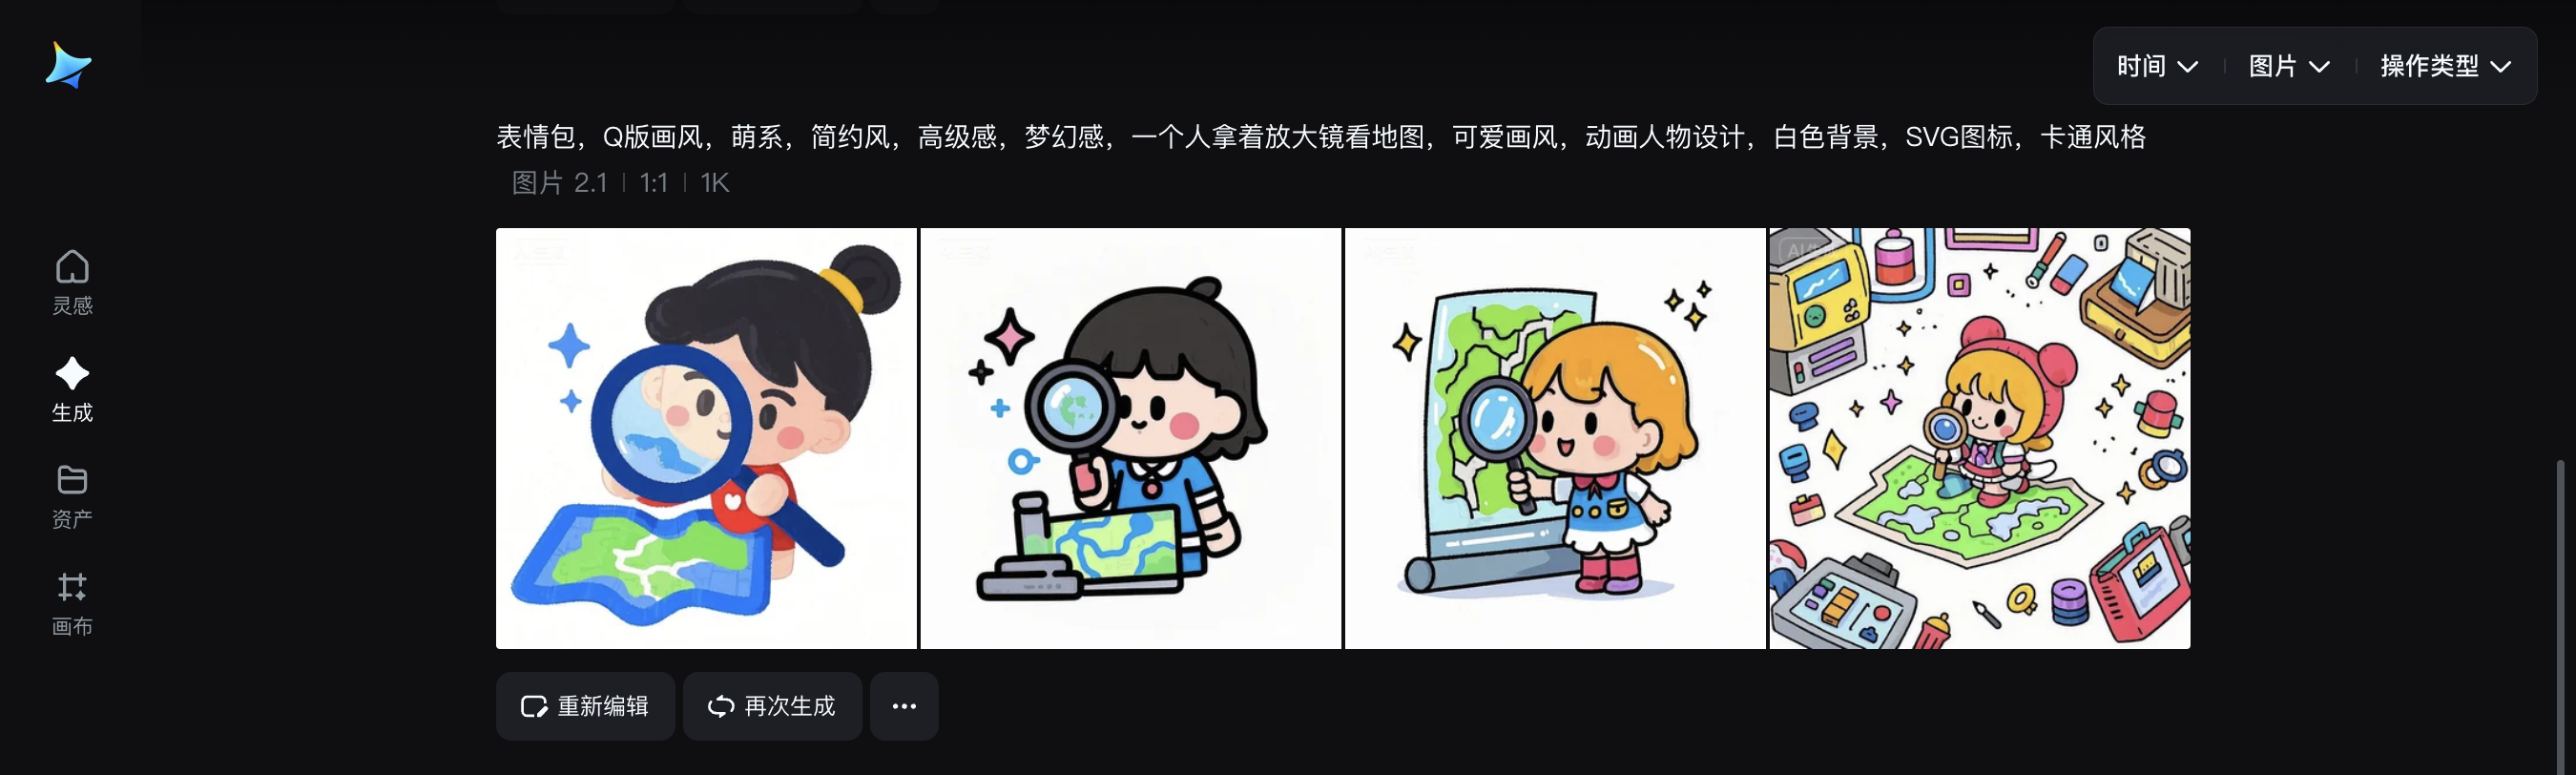 时间 图片 操作类型
表情包，Q版画风，萌系，简约风，高级感，梦幻感，一个人拿着放大镜看地图，可爱画风，动画人物设计，白色背景，SVG图标，卡通风格
图片 2.1 | 1:1 | 1K
灵感
生成
资产
画布
重新编辑 再次生成